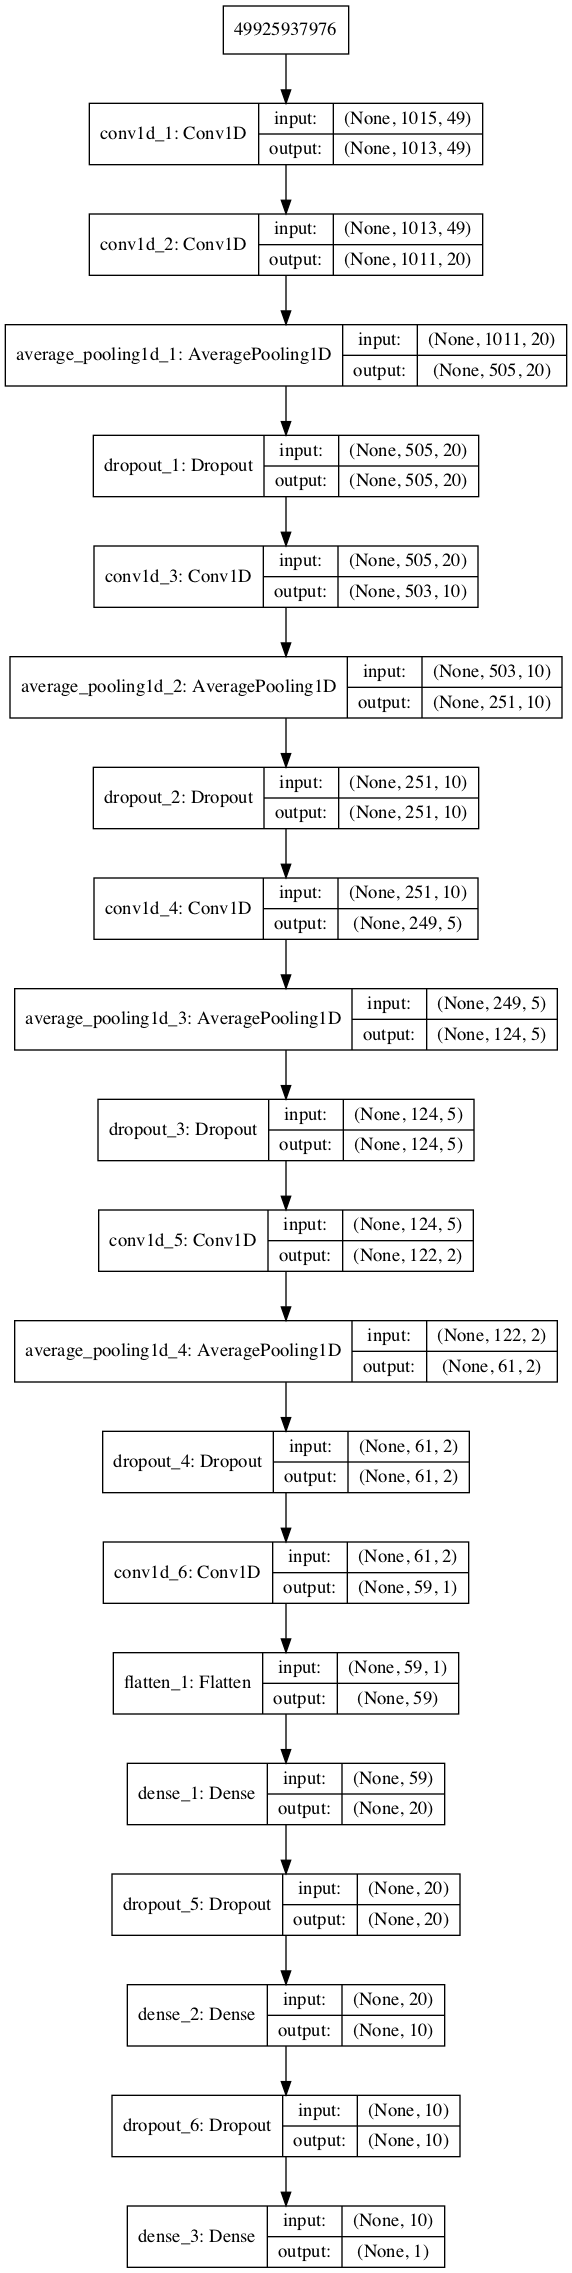 49925937976
conv1d_1: Conv1D
input: (None, 1015, 49)
output: (None, 1013, 49)
conv1d_2: Conv1D
input: (None, 1013, 49)
output: (None, 1011, 20)
average_pooling1d_1: AveragePooling1D
input: (None, 1011, 20)
output: (None, 505, 20)
dropout_1: Dropout
input: (None, 505, 20)
output: (None, 505, 20)
conv1d_3: Conv1D
input: (None, 505, 20)
output: (None, 503, 10)
average_pooling1d_2: AveragePooling1D
input: (None, 503, 10)
output: (None, 251, 10)
dropout_2: Dropout
input: (None, 251, 10)
output: (None, 251, 10)
conv1d_4: Conv1D
input: (None, 251, 10)
output: (None, 249, 5)
average_pooling1d_3: AveragePooling1D
input: (None, 249, 5)
output: (None, 124, 5)
dropout_3: Dropout
input: (None, 124, 5)
output: (None, 124, 5)
conv1d_5: Conv1D
input: (None, 124, 5)
output: (None, 122, 2)
average_pooling1d_4: AveragePooling1D
input: (None, 122, 2)
output: (None, 61, 2)
dropout_4: Dropout
input: (None, 61, 2)
output: (None, 61, 2)
conv1d_6: Conv1D
input: (None, 61, 2)
output: (None, 59, 1)
flatten_1: Flatten
input: (None, 59, 1)
output: (None, 59)
dense_1: Dense
input: (None, 59)
output: (None, 20)
dropout_5: Dropout
input: (None, 20)
output: (None, 20)
dense_2: Dense
input: (None, 20)
output: (None, 10)
dropout_6: Dropout
input: (None, 10)
output: (None, 10)
dense_3: Dense
input: (None, 10)
output: (None, 1)